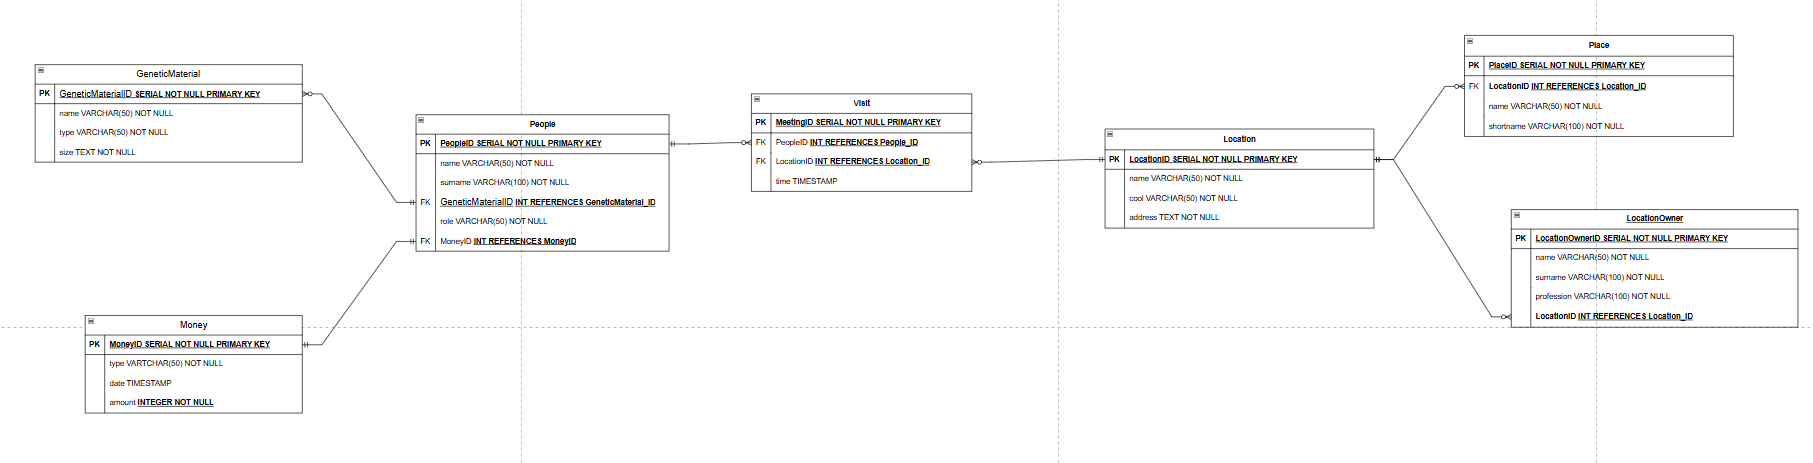 GeneticMaterial
PK GeneticMaterialID SERIAL NOT NULL PRIMARY KEY
name VARCHAR(50) NOT NULL
type VARCHAR(50) NOT NULL
size TEXT NOT NULL
People
PK PeopleID SERIAL NOT NULL PRIMARY KEY
name VARCHAR(50) NOT NULL
surname VARCHAR(100) NOT NULL
FK GeneticMaterialID INT REFERENCES GeneticMaterial_ID
role VARCHAR(50) NOT NULL
FK MoneyID INT REFERENCES MoneyID
Money
PK MoneyID SERIAL NOT NULL PRIMARY KEY
type VARTCHAR(50) NOT NULL
date TIMESTAMP
amount INTEGER NOT NULL
Visit
PK MeetingID SERIAL NOT NULL PRIMARY KEY
FK PeopleID INT REFERENCES People_ID
FK LocationID INT REFERENCES Location_ID
time TIMESTAMP
Location
PK LocationID SERIAL NOT NULL PRIMARY KEY
name VARCHAR(50) NOT NULL
cool VARCHAR(50) NOT NULL
address TEXT NOT NULL
Place
PK PlaceID SERIAL NOT NULL PRIMARY KEY
FK LocationID INT REFERENCES Location_ID
name VARCHAR(50) NOT NULL
shortname VARCHAR(100) NOT NULL
LocationOwner
PK LocationOwnerID SERIAL NOT NULL PRIMARY KEY
name VARCHAR(50) NOT NULL
surname VARCHAR(100) NOT NULL
profession VARCHAR(100) NOT NULL
LocationID INT REFERENCES Location_ID